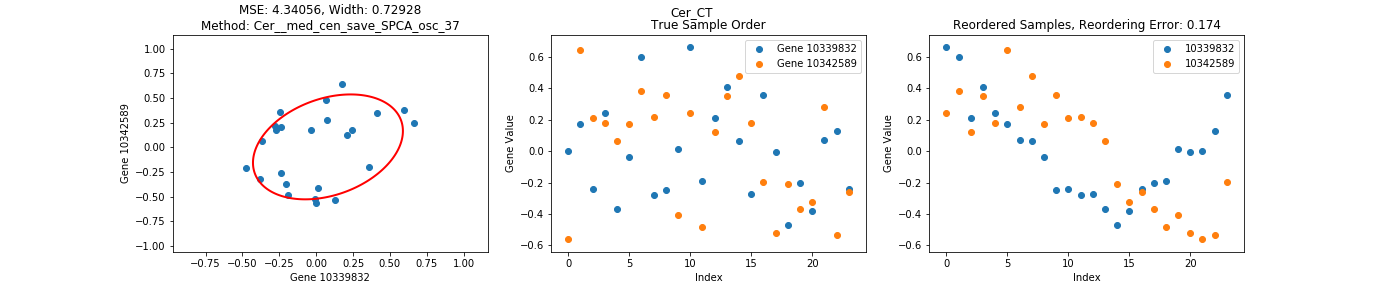 Cer_CT
MSE: 4.34056, Width: 0.72928
Method: Cer__med_cen_save_SPCA_osc_37
1.00
0.75
0.50
0.25
0.00
−0.25
−0.50
−0.75
−1.00
Gene 10342589
−0.75 −0.50 −0.25 0.00 0.25 0.50 0.75 1.00
Gene 10339832
True Sample Order
Gene 10339832
Gene 10342589
0.6
0.4
0.2
0.0
−0.2
−0.4
−0.6
Gene Value
0 5 10 15 20
Index
Reordered Samples, Reordering Error: 0.174
10339832
10342589
0.6
0.4
0.2
0.0
−0.2
−0.4
−0.6
Gene Value
0 5 10 15 20
Index